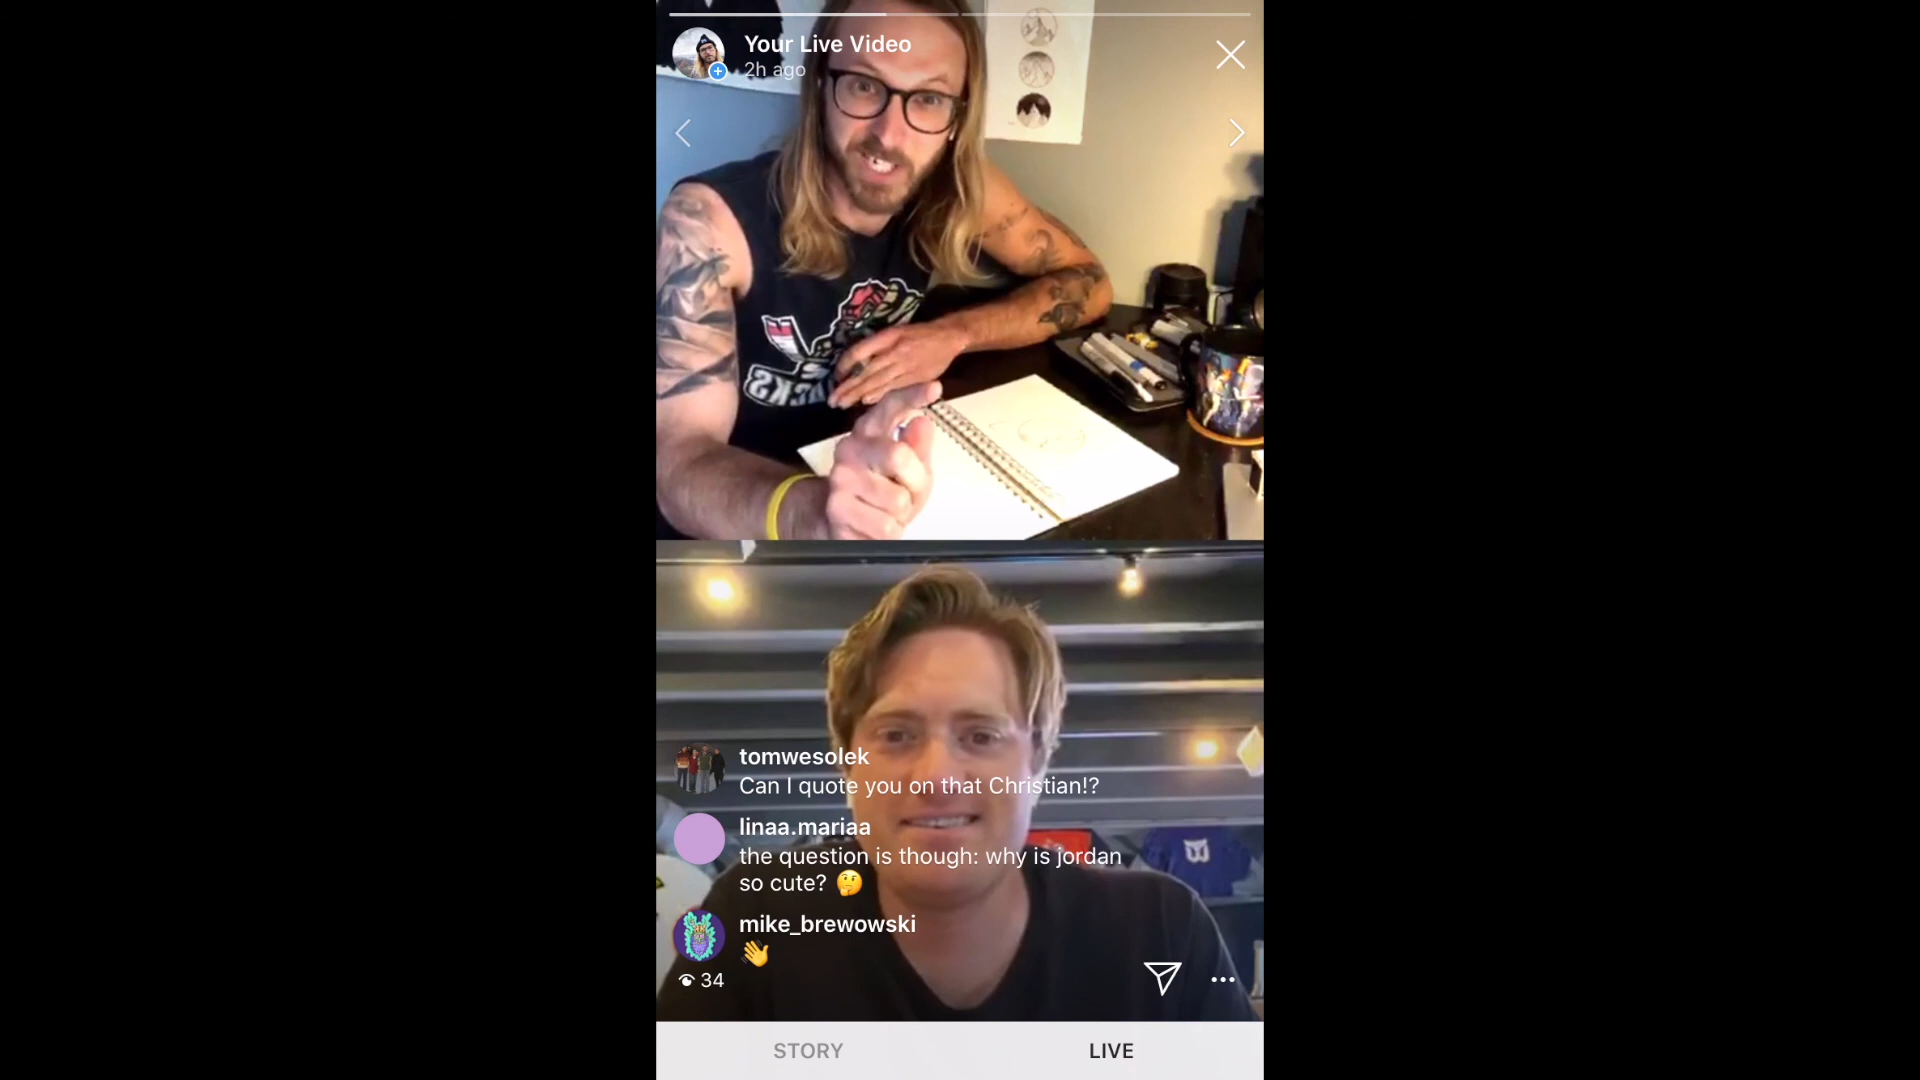 Your Live Video
2h ago
tomwesolek
Can I quote you on that Christian!?
linaa.mariaa
the question is though: why is jordan
so cute? 🤔
mike_brewowski
👋
34
STORY
LIVE